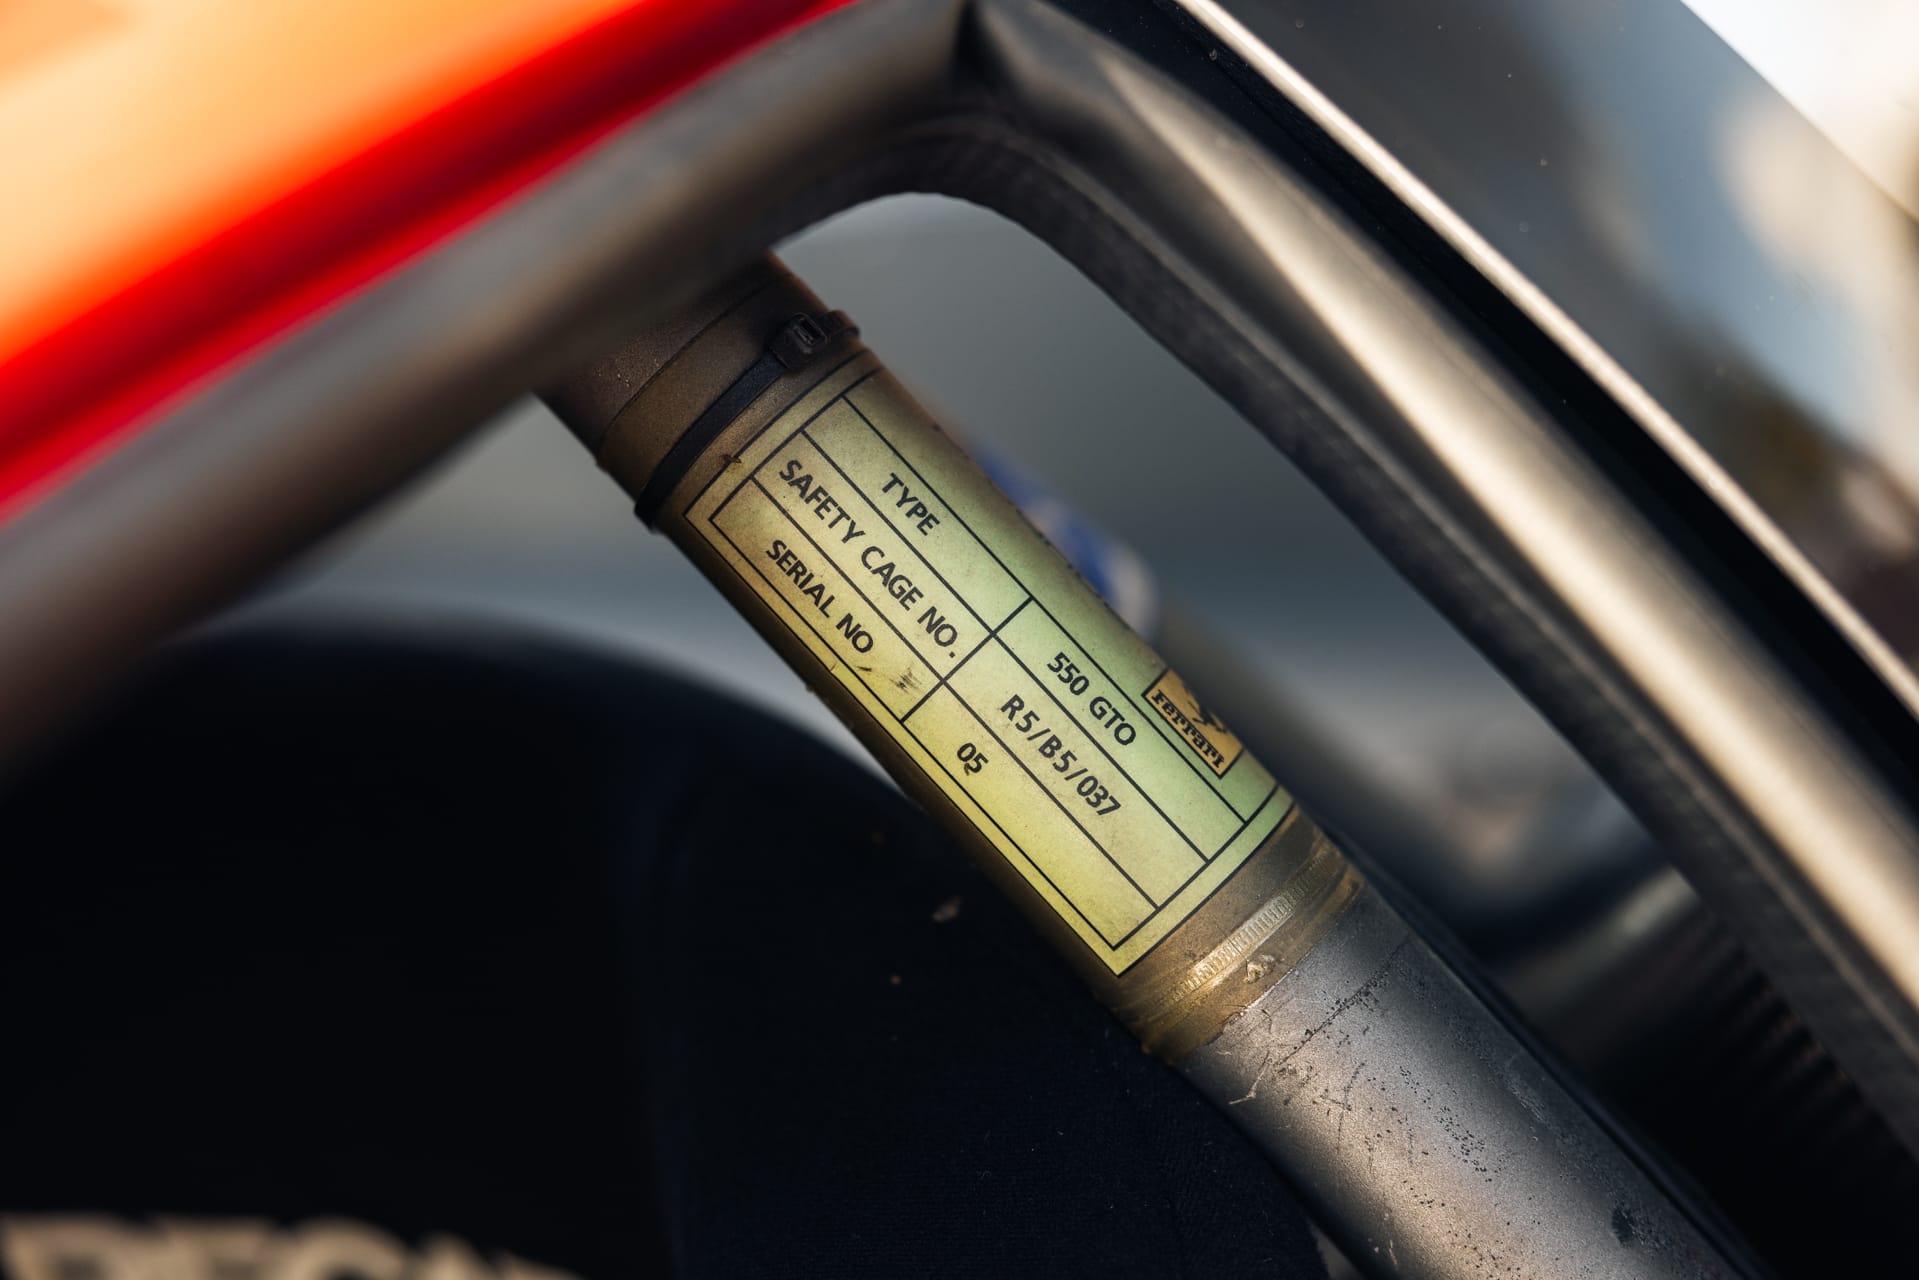 Ferrari
TYPE 550 GTO
SAFETY CAGE NO. R5/B5/037
SERIAL NO 05